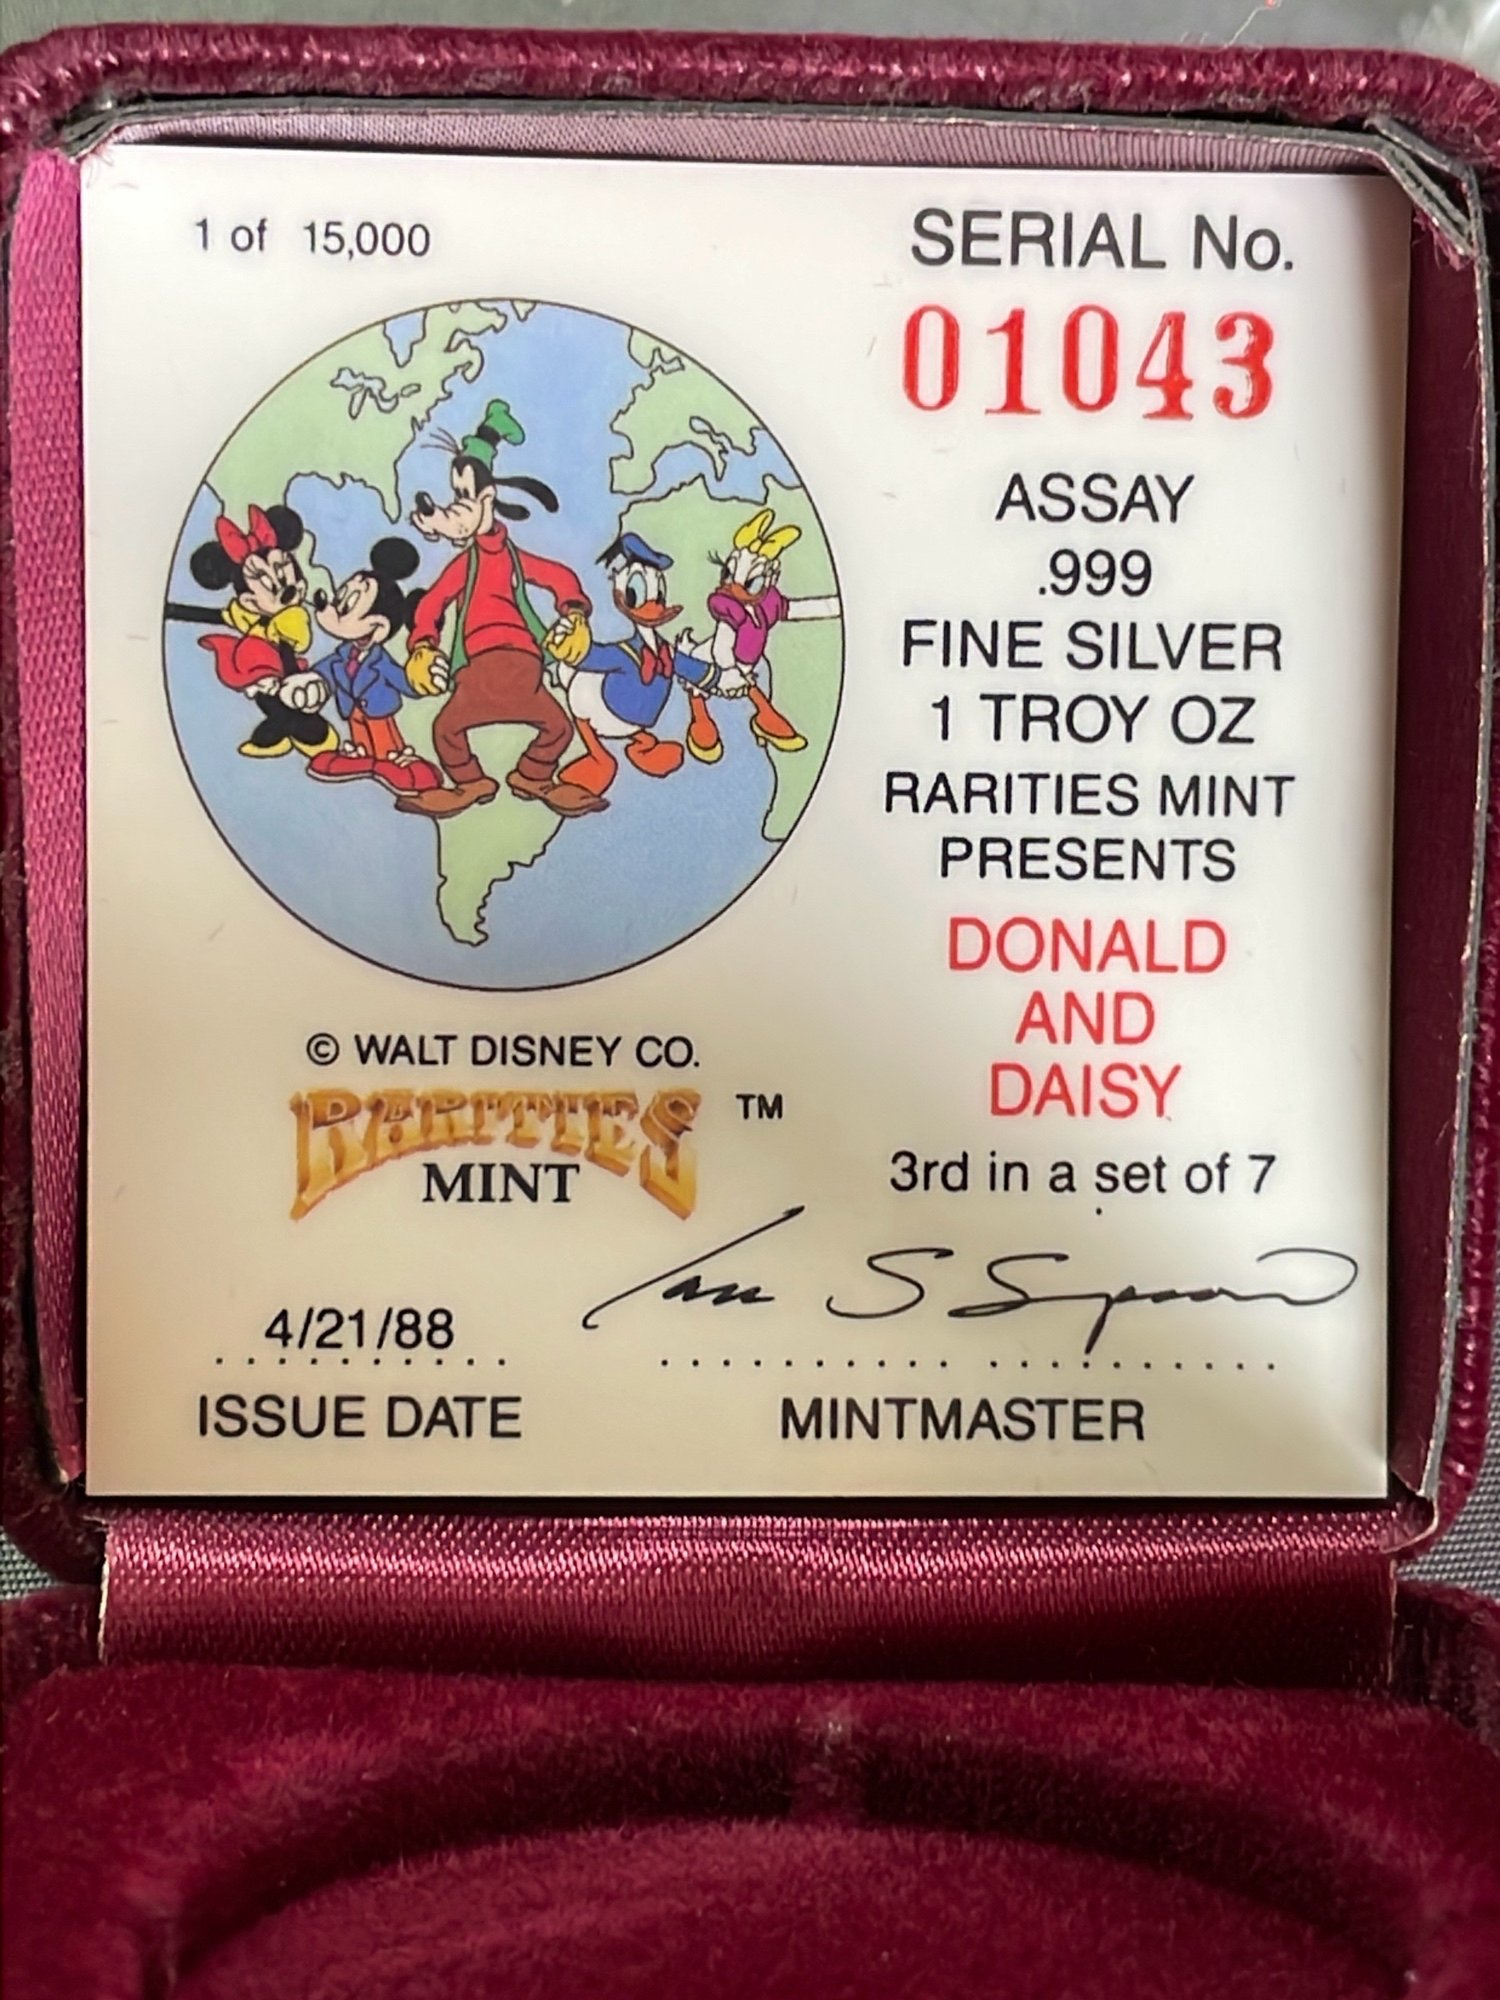 1 of 15,000
SERIAL No.
01043
ASSAY
.999
FINE SILVER
1 TROY OZ
RARITIES MINT
PRESENTS
DONALD
AND
DAISY
3rd in a set of 7
© WALT DISNEY CO.
RARITIES ™
MINT
4/21/88
ISSUE DATE
MINTMASTER